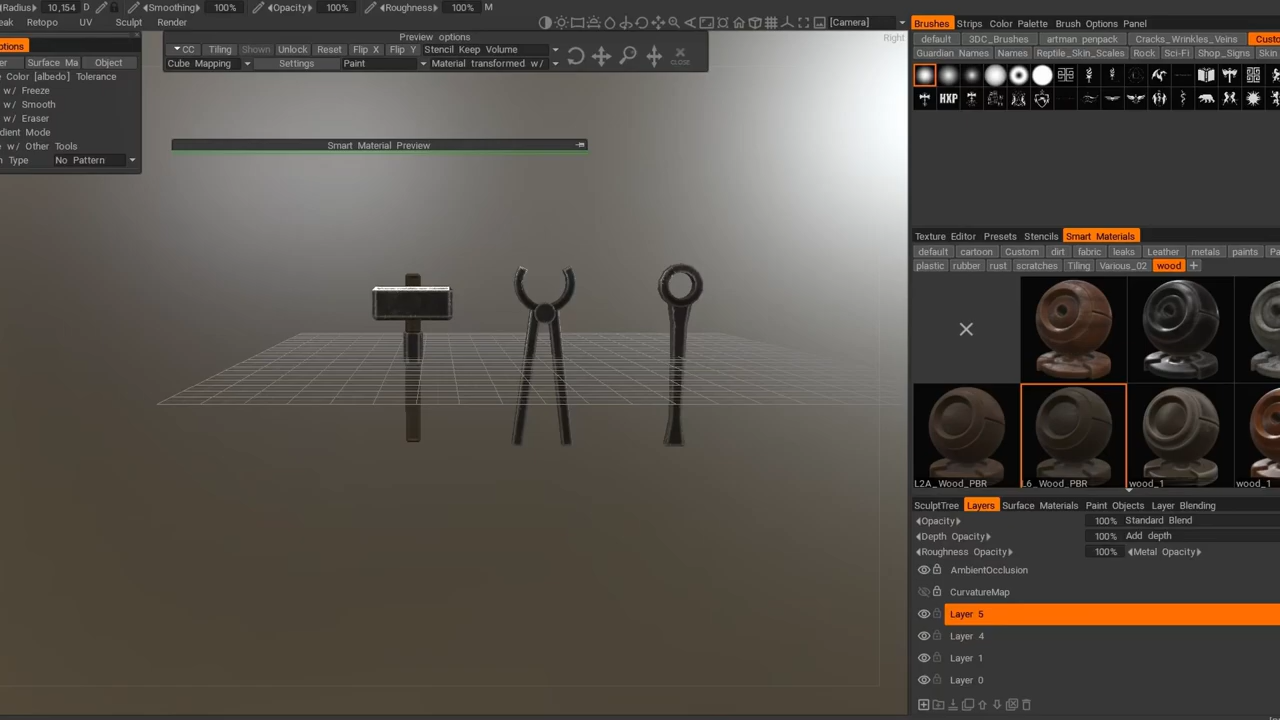 Radius 10,154 D Smoothing 100% Opacity 100% Roughness 100% M
eak Retopo UV Sculpt Render
[Camera]
Right
Preview options
CC Tiling Shown Unlock Reset Flip X Flip Y Stencil Keep Volume
Cube Mapping Settings Paint Material transformed w/
CLOSE
ptions
er Surface Ma Object
e Color [albedo] Tolerance
w/ Freeze
w/ Smooth
w/ Eraser
dient Mode
e w/ Other Tools
n Type No Pattern
Smart Material Preview
Brushes Strips Color Palette Brush Options Panel
default 3DC_Brushes artman penpack Cracks_Wrinkles_Veins Custo
Guardian Names Names Reptile_Skin_Scales Rock Sci-Fi Shop_Signs Skin
HXP
Texture Editor Presets Stencils Smart Materials
default cartoon Custom dirt fabric leaks Leather metals paints Pa
plastic rubber rust scratches Tiling Various_02 wood +
L2A_Wood_PBR L6_Wood_PBR wood_1 wood_1
SculptTree Layers Surface Materials Paint Objects Layer Blending
Opacity 100% Standard Blend
Depth Opacity 100% Add depth
Roughness Opacity 100% Metal Opacity
AmbientOcclusion
CurvatureMap
Layer 5
Layer 4
Layer 1
Layer 0